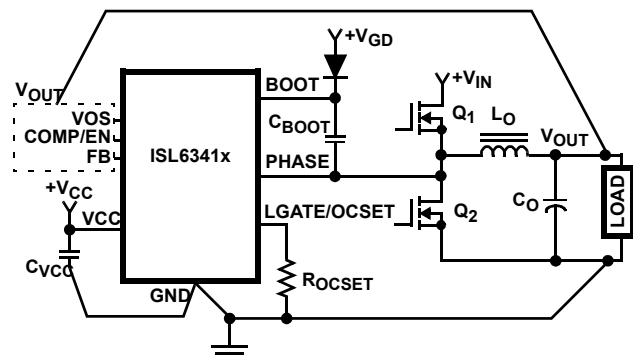 +VGD
VOUT
BOOT
+VIN
VOS
Q1
LO
COMP/EN
CBOOT
VOUT
FB
ISL6341x
PHASE
+VCC
VCC
LGATE/OCSET
Q2
CO
LOAD
CVCC
GND
ROCSET